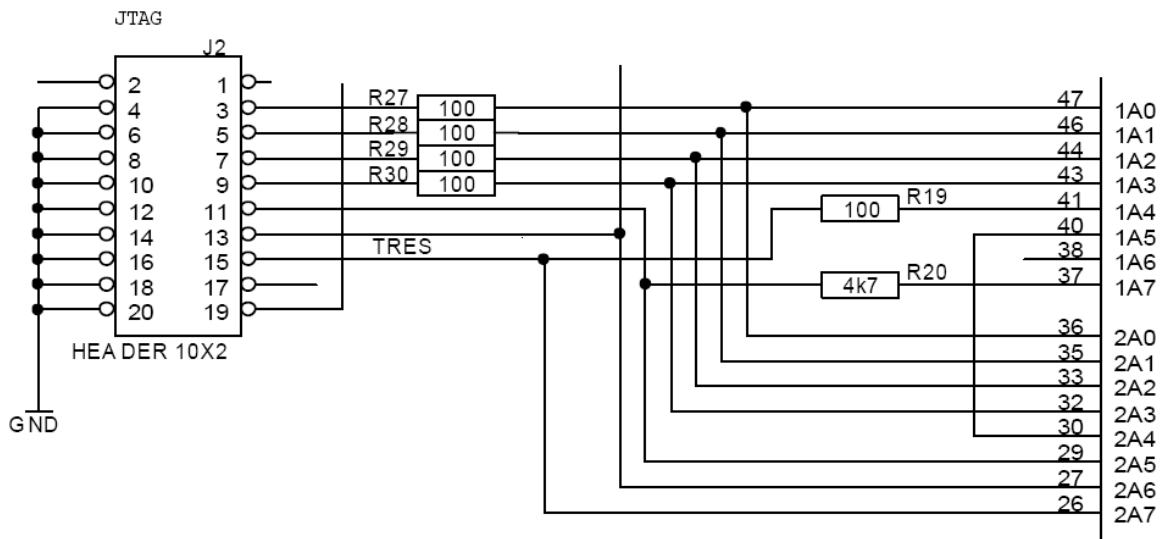 JTAG
J2
2 1
4 3 R27 100 47 1A0
6 5 R28 100 46 1A1
8 7 R29 100 44 1A2
10 9 R30 100 43 1A3
12 11 100 R19 41 1A4
14 13 40 1A5
16 15 TRES 38 1A6
18 17 4k7 R20 37 1A7
20 19
36 2A0
HEADER 10X2 35 2A1
33 2A2
32 2A3
GND 30 2A4
29 2A5
27 2A6
26 2A7